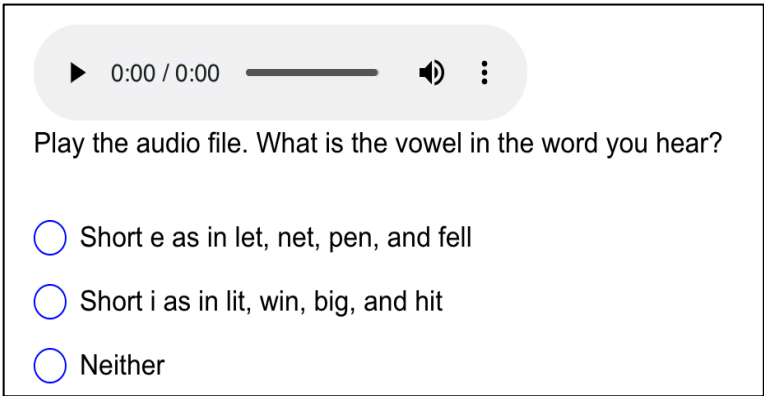 0:00 / 0:00
Play the audio file. What is the vowel in the word you hear?
Short e as in let, net, pen, and fell
Short i as in lit, win, big, and hit
Neither